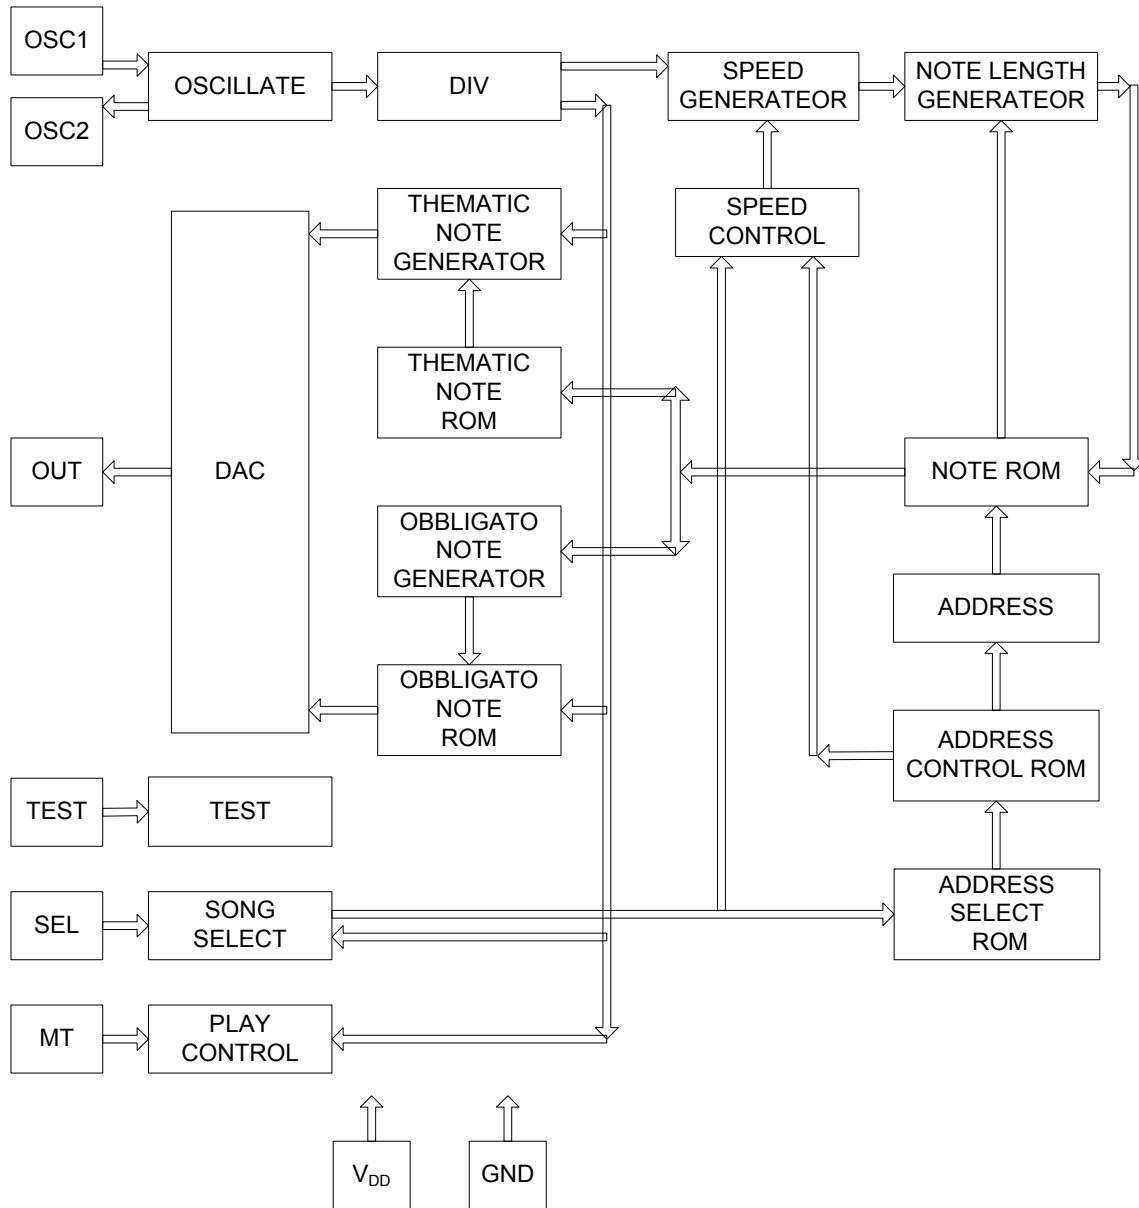 OSC1
OSC2
OSCILLATE
DIV
SPEED
GENERATEOR
NOTE LENGTH
GENERATEOR
THEMATIC
NOTE
GENERATOR
SPEED
CONTROL
THEMATIC
NOTE
ROM
OUT
DAC
NOTE ROM
OBBLIGATO
NOTE
GENERATOR
ADDRESS
OBBLIGATO
NOTE
ROM
ADDRESS
CONTROL ROM
TEST
TEST
SEL
SONG
SELECT
ADDRESS
SELECT
ROM
MT
PLAY
CONTROL
VDD
GND